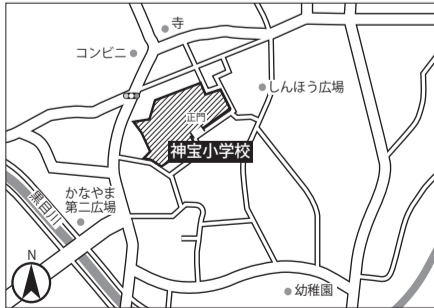 寺
コンビニ
しんほう広場
正門
神宝小学校
かなやま
第二広場
黒目川
N
幼稚園